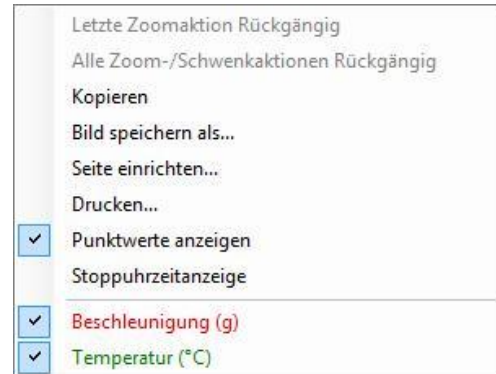 Letzte Zoomaktion Rückgängig
Alle Zoom-/Schwenkaktionen Rückgängig
Kopieren
Bild speichern als...
Seite einrichten...
Drucken...
Punktwerte anzeigen
Stoppuhrzeitanzeige
Beschleunigung (g)
Temperatur (°C)